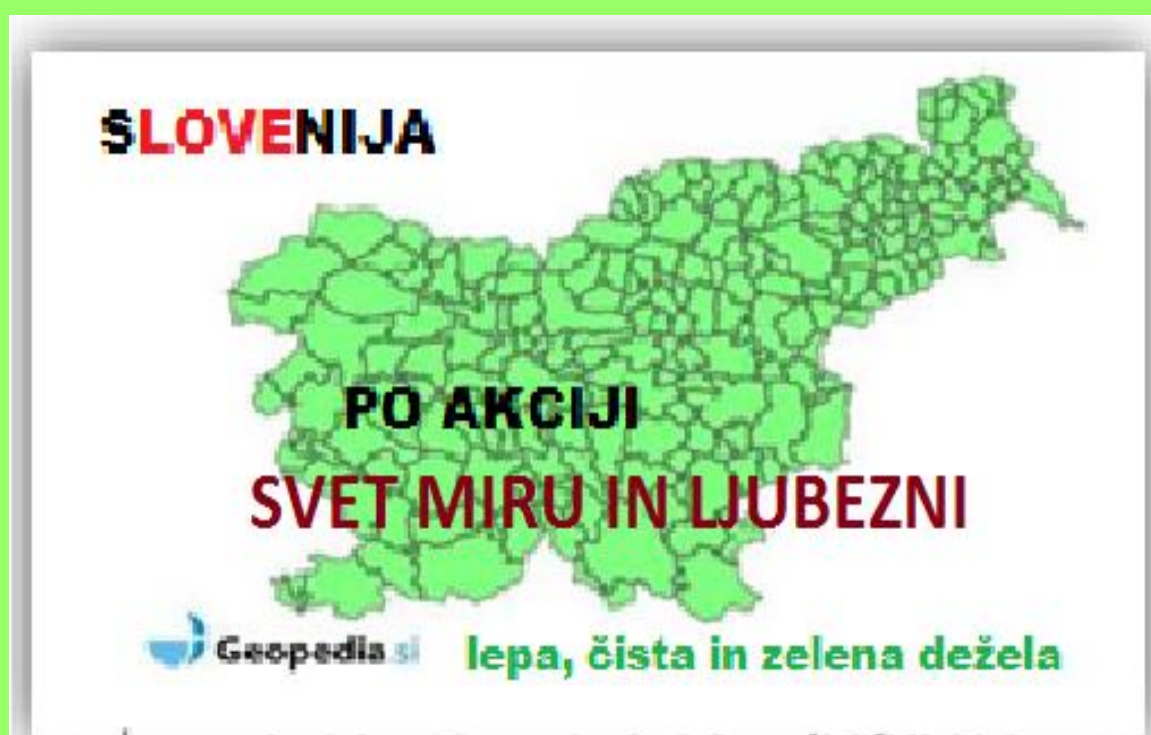 SLOVENIJA
PO AKCIJI
SVET MIRU IN LJUBEZNI
Geopedia.si
lepa, čista in zelena dežela